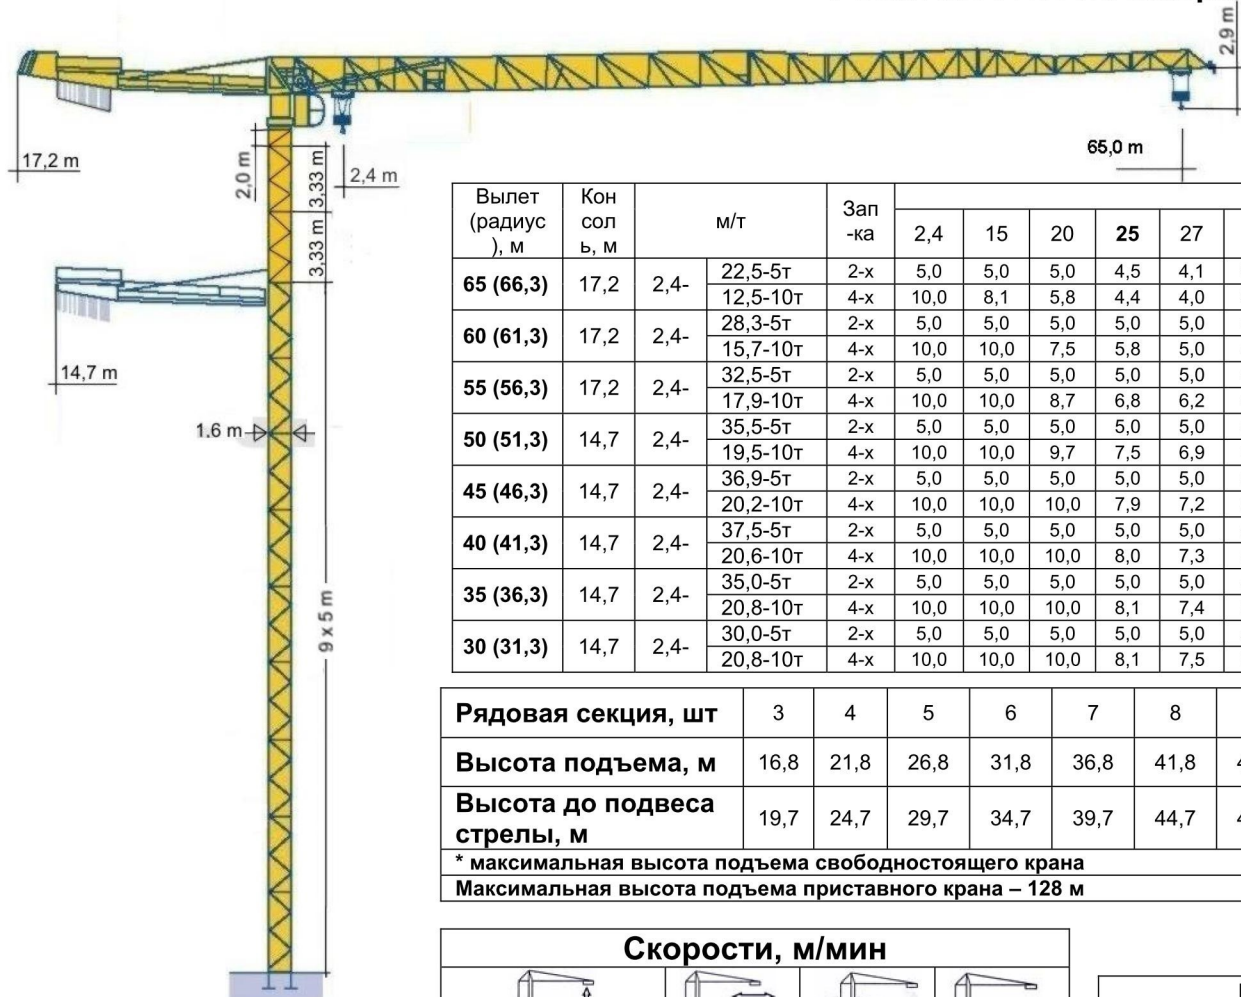 2,9 m
17,2 m
2,0 m
3,33 m
2,4 m
65,0 m
3,33 m
14,7 m
1.6 m
9 x 5 m
Вылет (радиус), м Консоль, м м/т Зап-ка 2,4 15 20 25 27
65 (66,3) 17,2 2,4- 22,5-5т 2-х 5,0 5,0 5,0 4,5 4,1
12,5-10т 4-х 10,0 8,1 5,8 4,4 4,0
60 (61,3) 17,2 2,4- 28,3-5т 2-х 5,0 5,0 5,0 5,0 5,0
15,7-10т 4-х 10,0 10,0 7,5 5,8 5,0
55 (56,3) 17,2 2,4- 32,5-5т 2-х 5,0 5,0 5,0 5,0 5,0
17,9-10т 4-х 10,0 10,0 8,7 6,8 6,2
50 (51,3) 14,7 2,4- 35,5-5т 2-х 5,0 5,0 5,0 5,0 5,0
19,5-10т 4-х 10,0 10,0 9,7 7,5 6,9
45 (46,3) 14,7 2,4- 36,9-5т 2-х 5,0 5,0 5,0 5,0 5,0
20,2-10т 4-х 10,0 10,0 10,0 7,9 7,2
40 (41,3) 14,7 2,4- 37,5-5т 2-х 5,0 5,0 5,0 5,0 5,0
20,6-10т 4-х 10,0 10,0 10,0 8,0 7,3
35 (36,3) 14,7 2,4- 35,0-5т 2-х 5,0 5,0 5,0 5,0 5,0
20,8-10т 4-х 10,0 10,0 10,0 8,1 7,4
30 (31,3) 14,7 2,4- 30,0-5т 2-х 5,0 5,0 5,0 5,0 5,0
20,8-10т 4-х 10,0 10,0 10,0 8,1 7,5
Рядовая секция, шт 3 4 5 6 7 8
Высота подъема, м 16,8 21,8 26,8 31,8 36,8 41,8
Высота до подвеса
стрелы, м 19,7 24,7 29,7 34,7 39,7 44,7
* максимальная высота подъема свободностоящего крана
Максимальная высота подъема приставного крана – 128 м
Скорости, м/мин